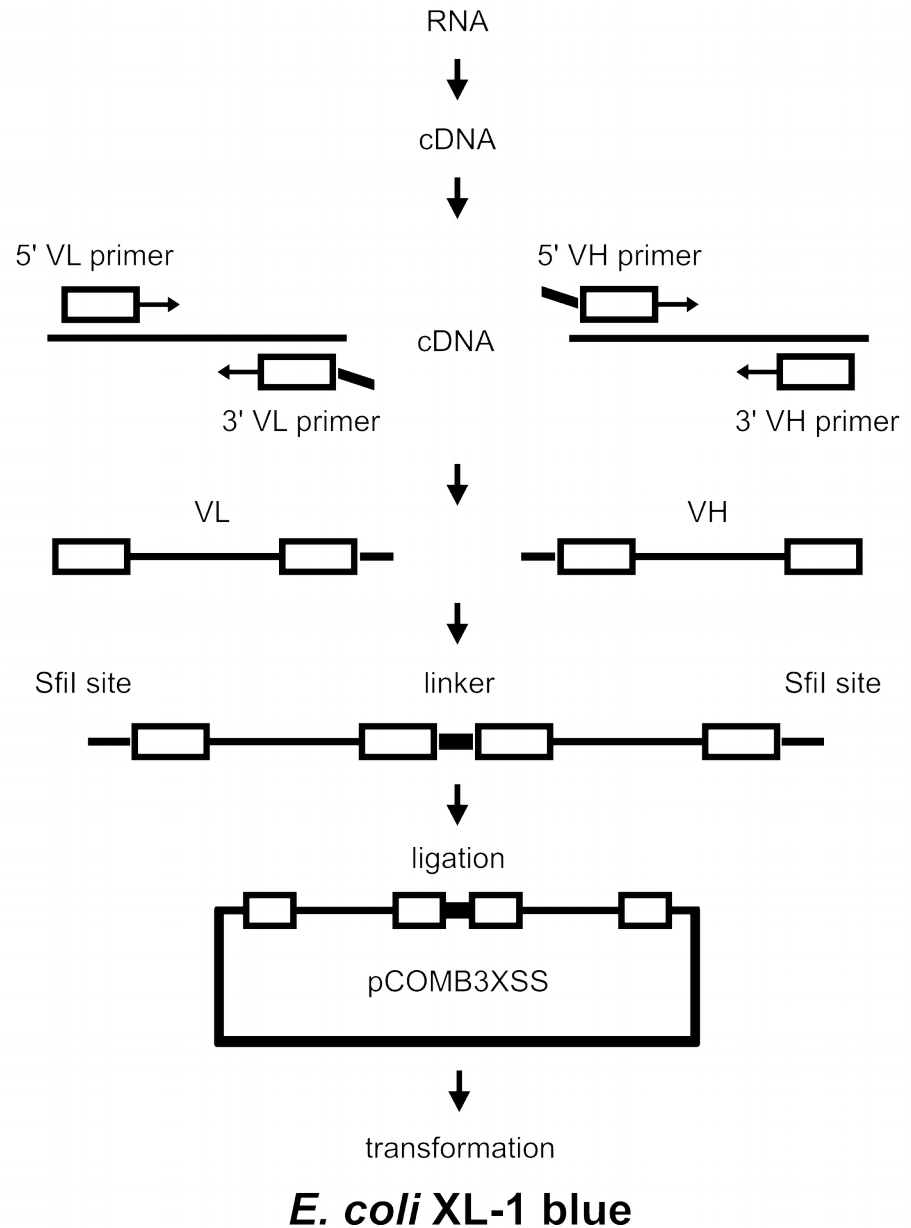 RNA
cDNA
5' VL primer
5' VH primer
cDNA
3' VL primer
3' VH primer
VL
VH
SfiI site
linker
SfiI site
ligation
pCOMB3XSS
transformation
E. coli XL-1 blue